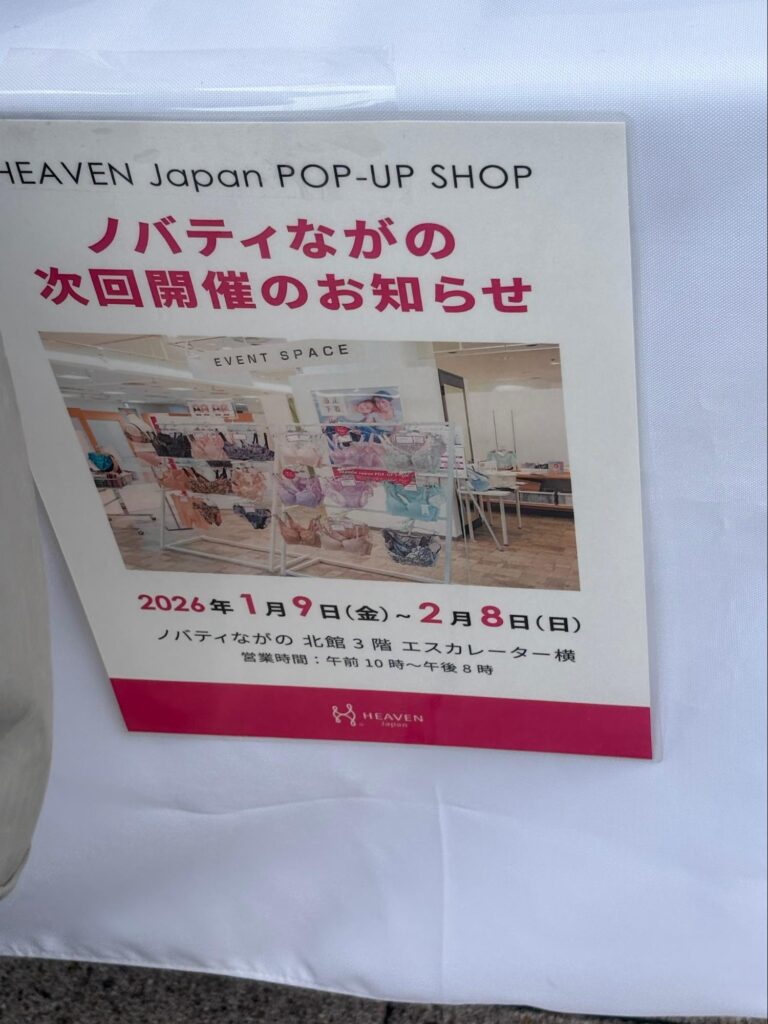 HEAVEN Japan POP-UP SHOP
ノバティながの
次回開催のお知らせ
EVENT SPACE
2026年1月9日(金)~2月8日(日)
ノバティながの 北館3階 エスカレーター横
営業時間：午前10時〜午後8時
HEAVEN
Japan